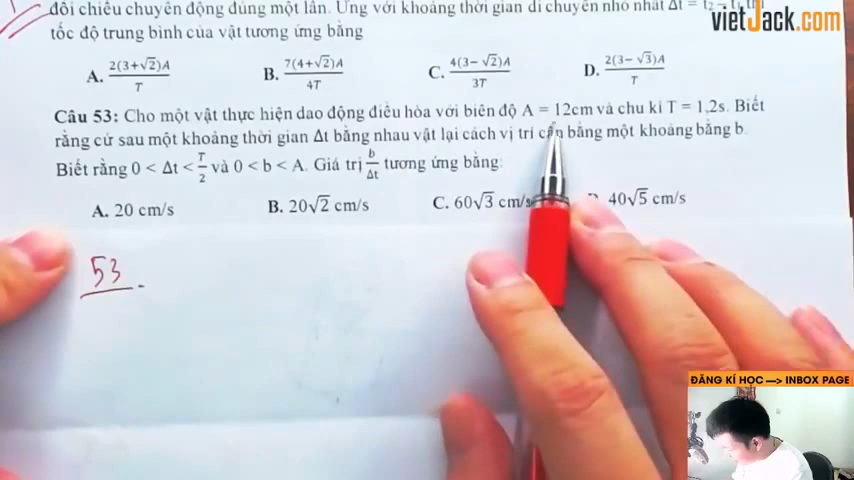 đổi chiều chuyển động đúng một lần. Ứng với khoảng thời gian di chuyển nhỏ nhất Δt = t₂ – t₁ thì
vietJack.com
tốc độ trung bình của vật tương ứng bằng
A. 2(3+√2)A/T B. 7(4+√2)A/4T C. 4(3−√2)A/3T D. 2(3−√3)A/T
Câu 53: Cho một vật thực hiện dao động điều hòa với biên độ A = 12cm và chu kì T = 1,2s. Biết
rằng cứ sau một khoảng thời gian Δt bằng nhau vật lại cách vị trí cân bằng một khoảng bằng b.
Biết rằng 0 < Δt < T/2 và 0 < b < A. Giá trị b/Δt tương ứng bằng:
A. 20 cm/s B. 20√2 cm/s C. 60√3 cm/s 40√5 cm/s
53.
ĐĂNG KÍ HỌC —> INBOX PAGE